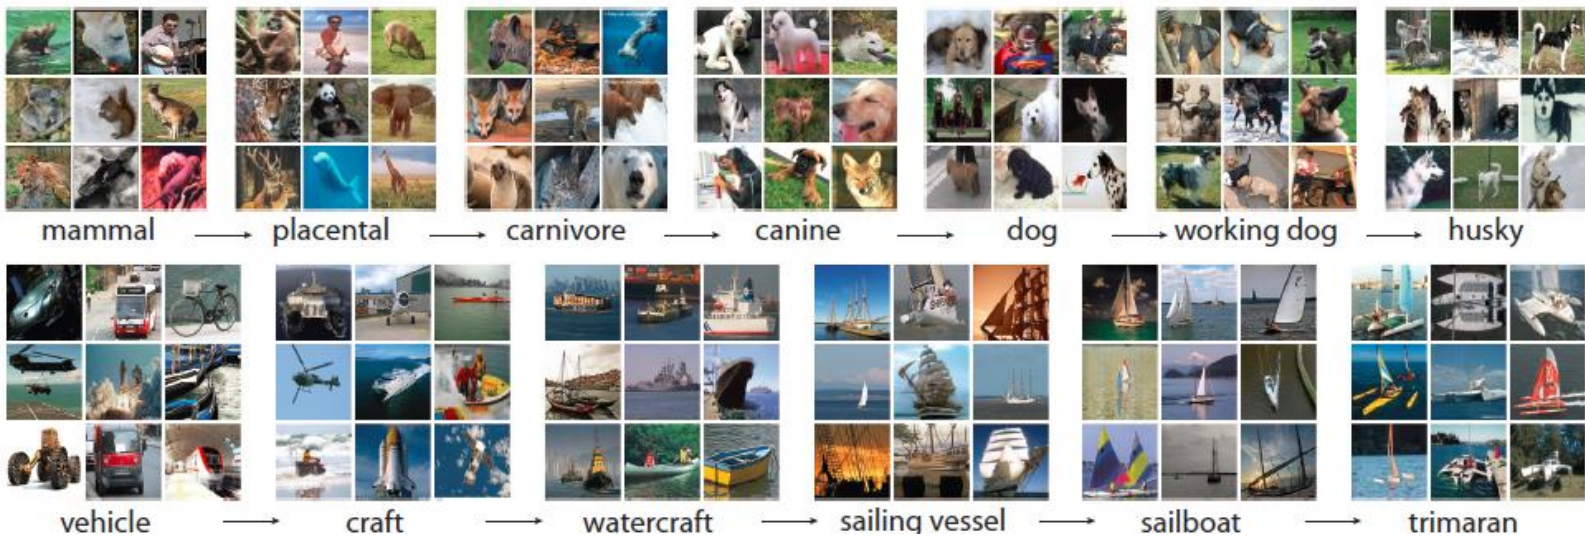 mammal → placental → carnivore → canine → dog → working dog → husky
vehicle → craft → watercraft → sailing vessel → sailboat → trimaran